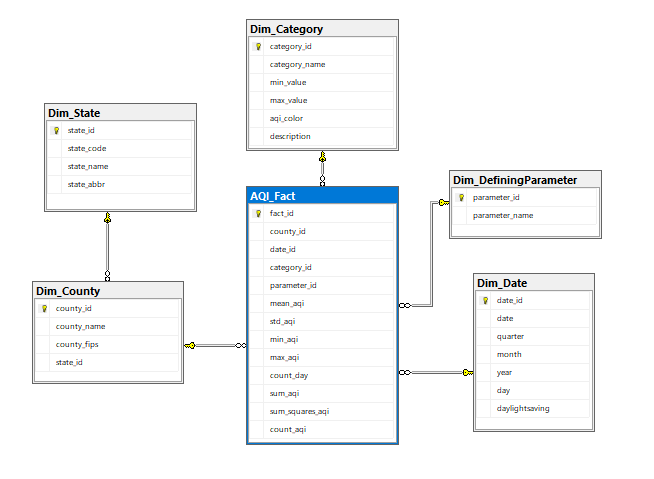 Dim_Category
category_id
category_name
min_value
max_value
aqi_color
description
Dim_State
state_id
state_code
state_name
state_abbr
Dim_DefiningParameter
parameter_id
parameter_name
AQI_Fact
fact_id
county_id
date_id
category_id
parameter_id
mean_aqi
std_aqi
min_aqi
max_aqi
count_day
sum_aqi
sum_squares_aqi
count_aqi
Dim_County
county_id
county_name
county_fips
state_id
Dim_Date
date_id
date
quarter
month
year
day
daylightsaving